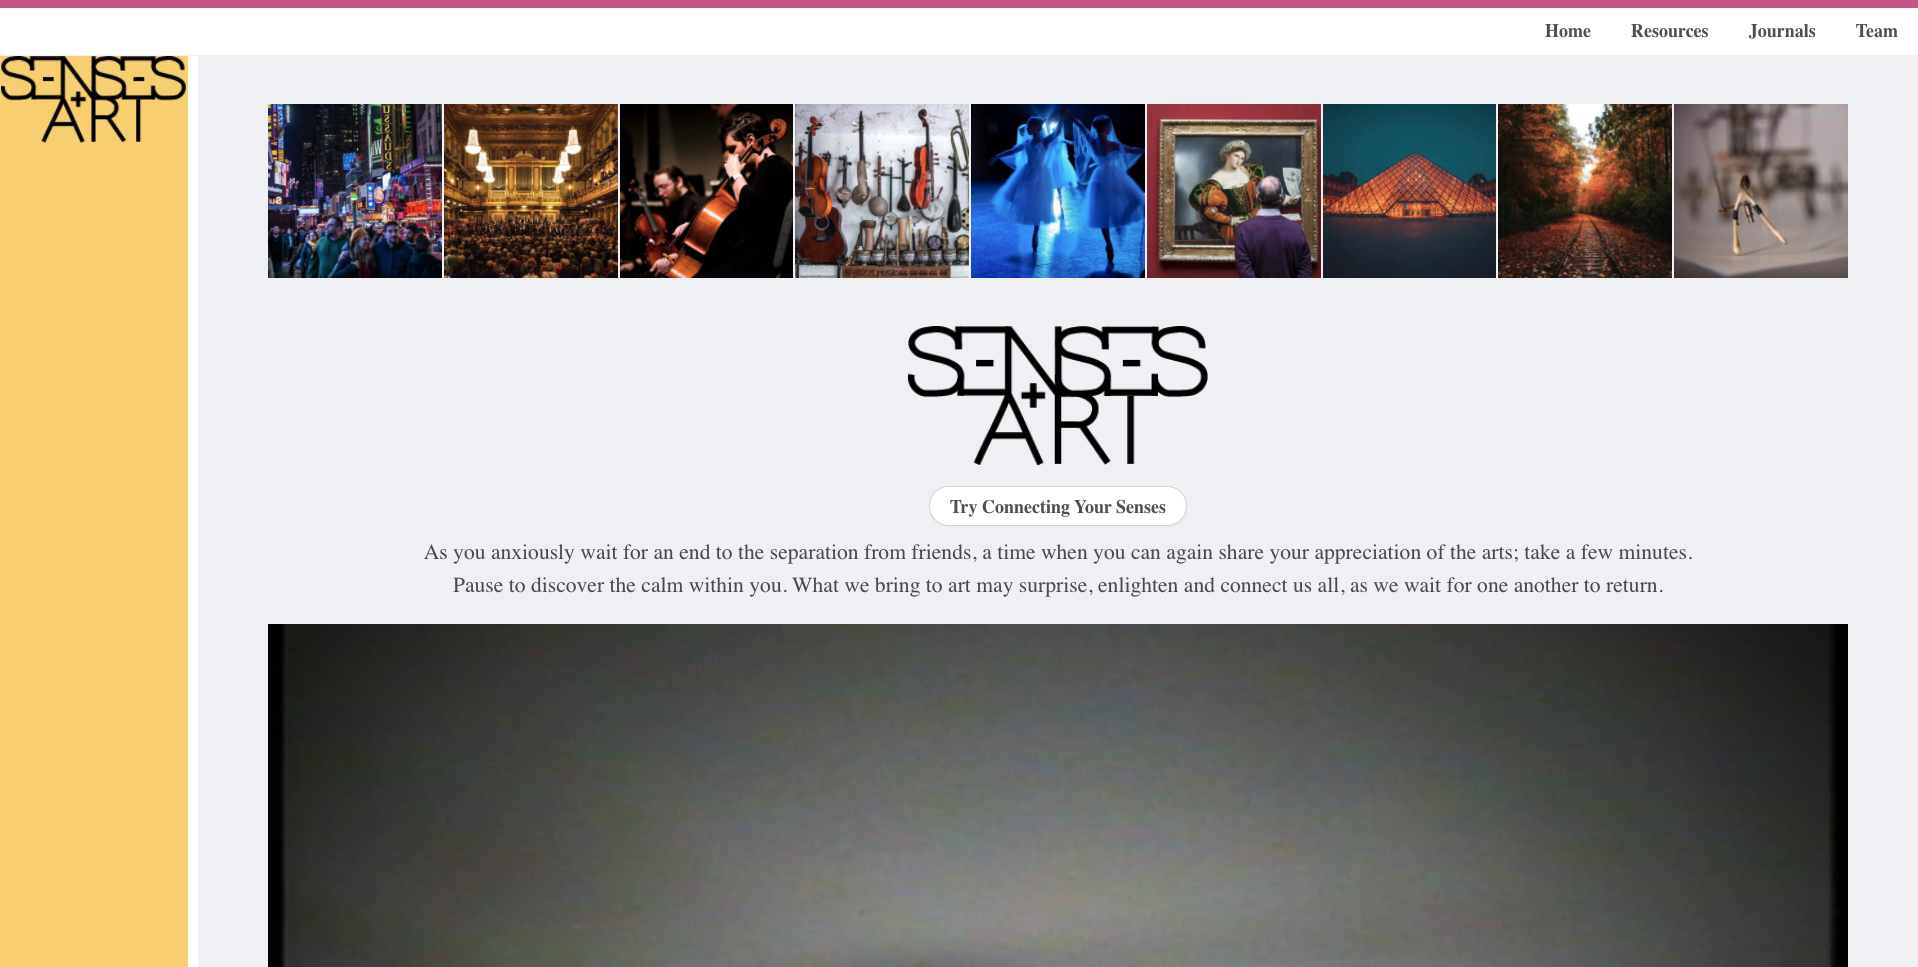 Home Resources Journals Team
SENSES
+
ART
SENSES
+
ART
Try Connecting Your Senses
As you anxiously wait for an end to the separation from friends, a time when you can again share your appreciation of the arts; take a few minutes.
Pause to discover the calm within you. What we bring to art may surprise, enlighten and connect us all, as we wait for one another to return.